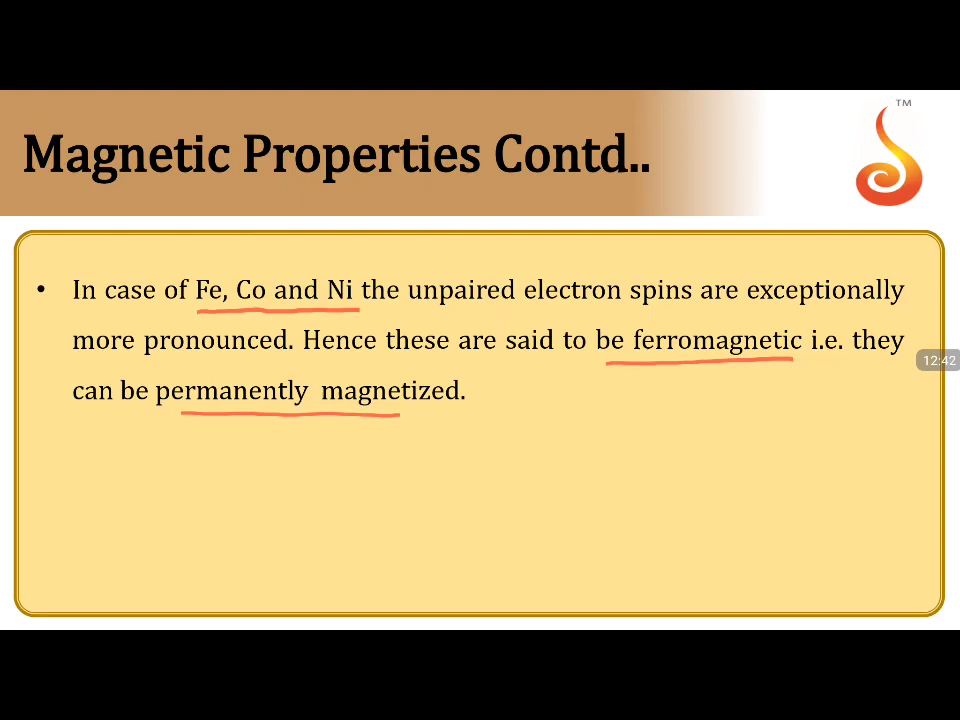 TM
Magnetic Properties Contd..
• In case of Fe, Co and Ni the unpaired electron spins are exceptionally
more pronounced. Hence these are said to be ferromagnetic i.e. they
12:42
can be permanently magnetized.